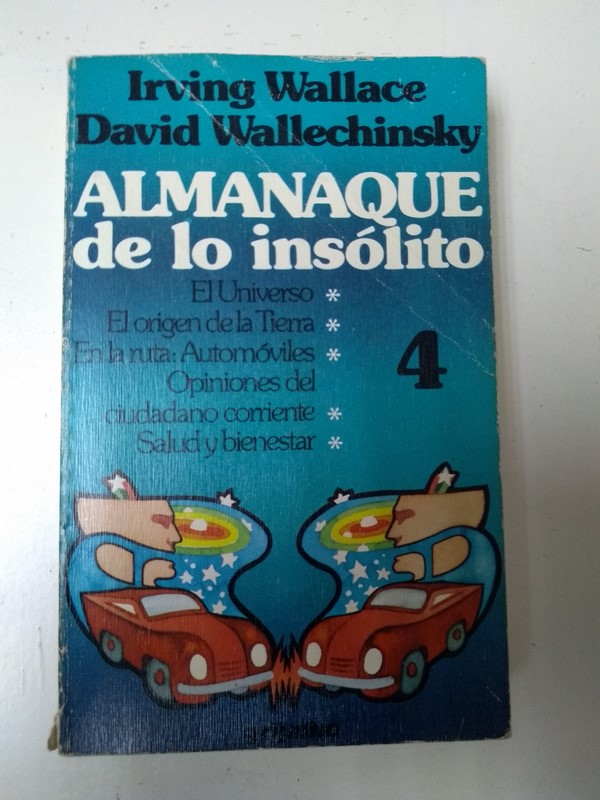 Irving Wallace
David Wallechinsky
ALMANAQUE
de lo insólito
El Universo *
El origen de la Tierra *
En la ruta: Automóviles *
Opiniones del
ciudadano corriente *
Salud y bienestar *
4
grijalbo